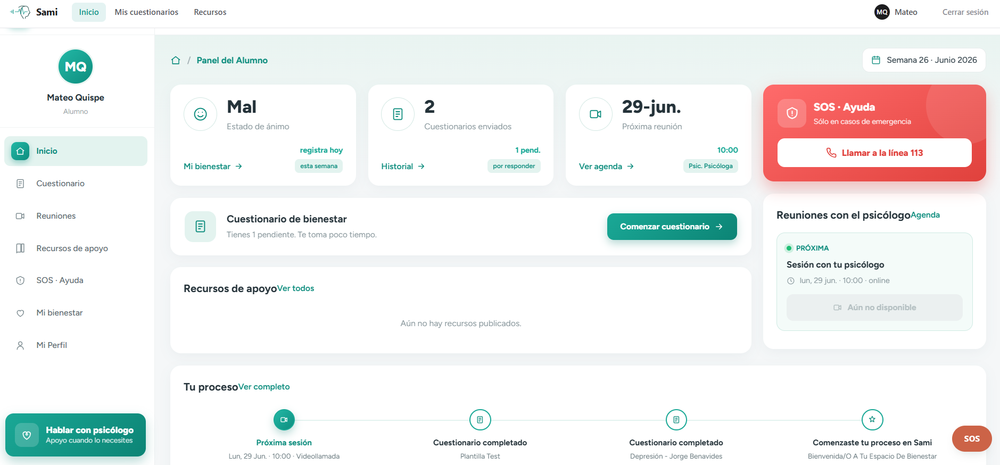 Sami
Inicio
Mis cuestionarios
Recursos
MQ
Mateo
Cerrar sesión
MQ
Mateo Quispe
Alumno
Inicio
Cuestionario
Reuniones
Recursos de apoyo
SOS · Ayuda
Mi bienestar
Mi Perfil
Hablar con psicólogo
Apoyo cuando lo necesites
/ Panel del Alumno
Semana 26 · Junio 2026
Mal
Estado de ánimo
registra hoy
Mi bienestar →
esta semana
2
Cuestionarios enviados
1 pend.
Historial →
por responder
29-jun.
Próxima reunión
10:00
Ver agenda →
Psic. Psicóloga
SOS · Ayuda
Sólo en casos de emergencia
Llamar a la línea 113
Cuestionario de bienestar
Tienes 1 pendiente. Te toma poco tiempo.
Comenzar cuestionario →
Reuniones con el psicólogoAgenda
PRÓXIMA
Sesión con tu psicólogo
lun, 29 jun. · 10:00 · online
Aún no disponible
Recursos de apoyoVer todos
Aún no hay recursos publicados.
Tu procesoVer completo
Próxima sesión
Lun, 29 Jun. · 10:00 · Videollamada
Cuestionario completado
Plantilla Test
Cuestionario completado
Depresión - Jorge Benavides
Comenzaste tu proceso en Sami
Bienvenida/O A Tu Espacio De Bienestar
SOS